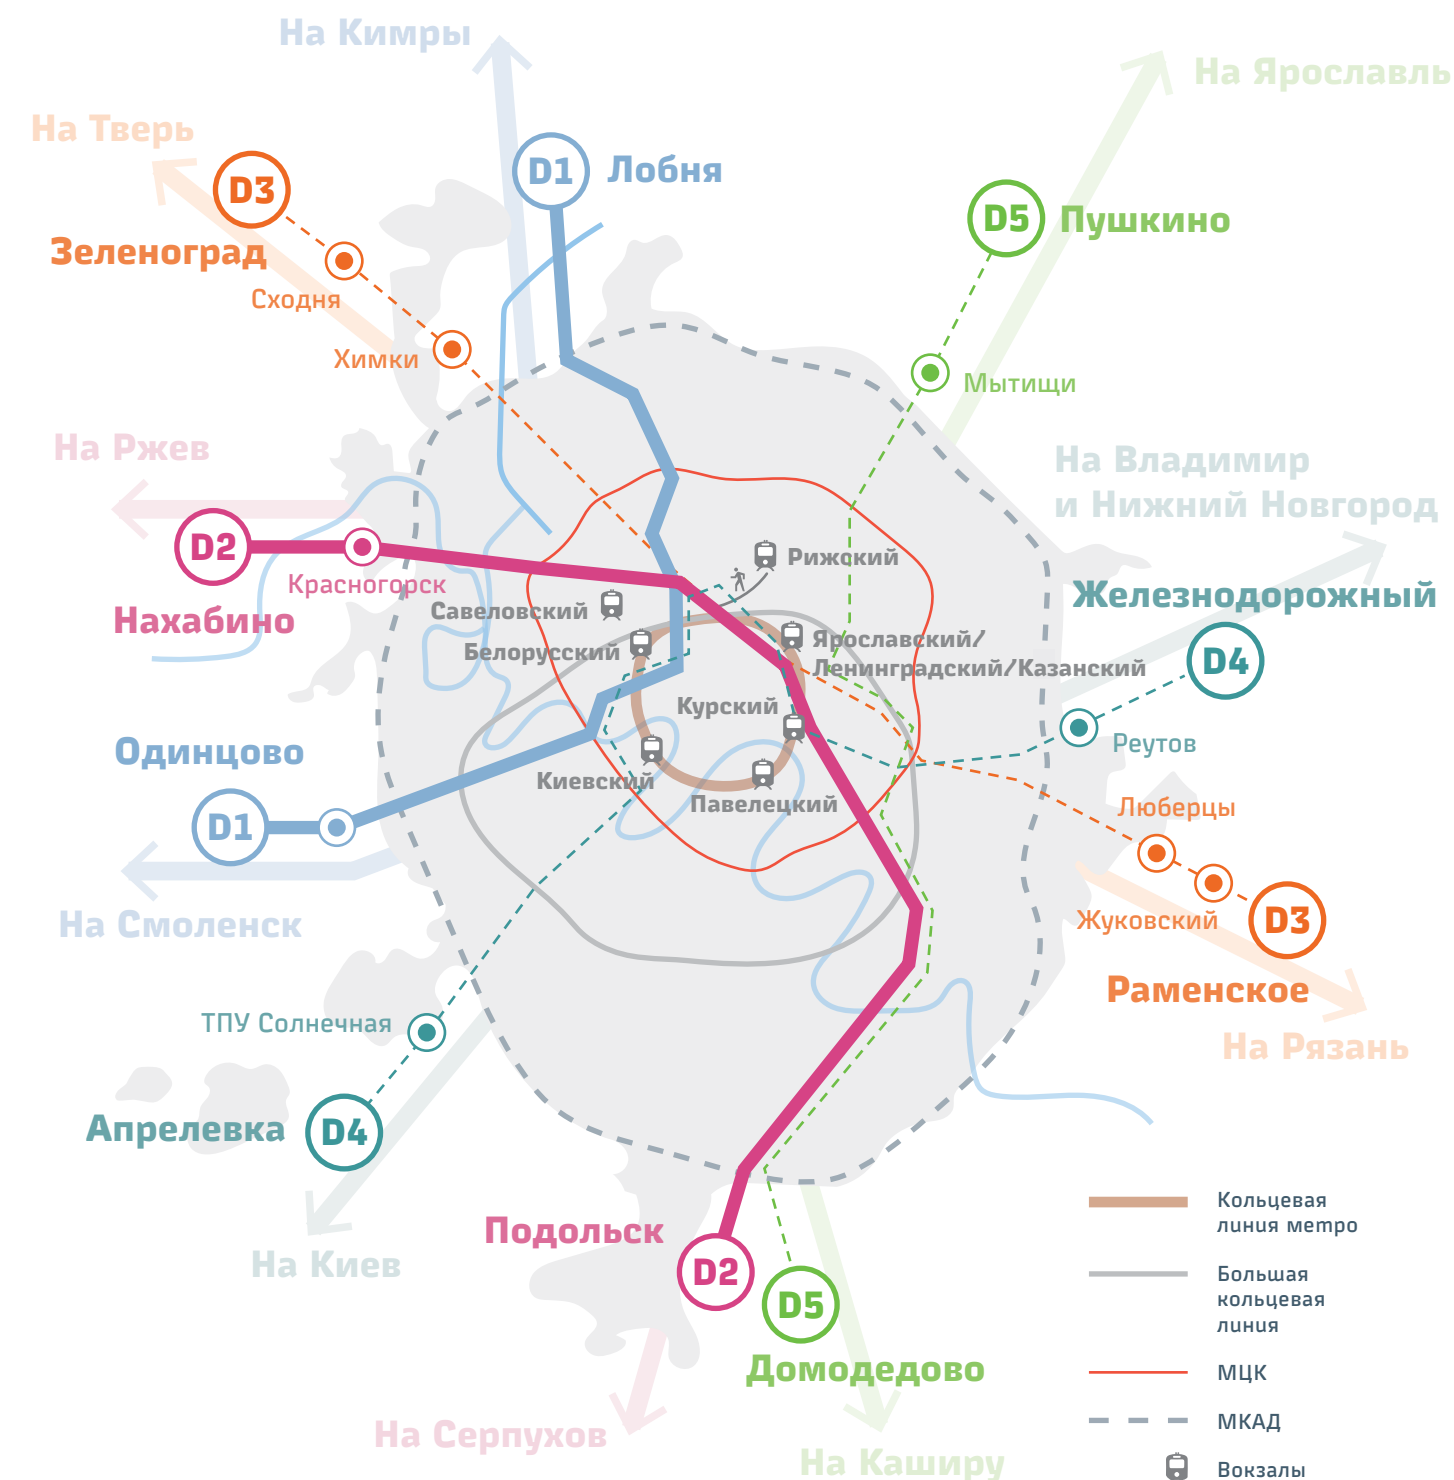 На Кимры
На Ярославль
На Тверь
D3
D1 Лобня
D5 Пушкино
Зеленоград
Сходня
Химки
Мытищи
На Ржев
На Владимир
и Нижний Новгород
D2
Красногорск
Нахабино
Рижский
Савеловский
Белорусский
Ярославский/
Ленинградский/Казанский
Железнодорожный
D4
Курский
Одинцово
Реутов
Киевский
Павелецкий
D1
Люберцы
На Смоленск
Жуковский
D3
Раменское
На Рязань
ТПУ Солнечная
Апрелевка
D4
На Киев
Подольск
D2
D5
Домодедово
На Серпухов
На Каширу
Кольцевая
линия метро
Большая
кольцевая
линия
МЦК
МКАД
Вокзалы